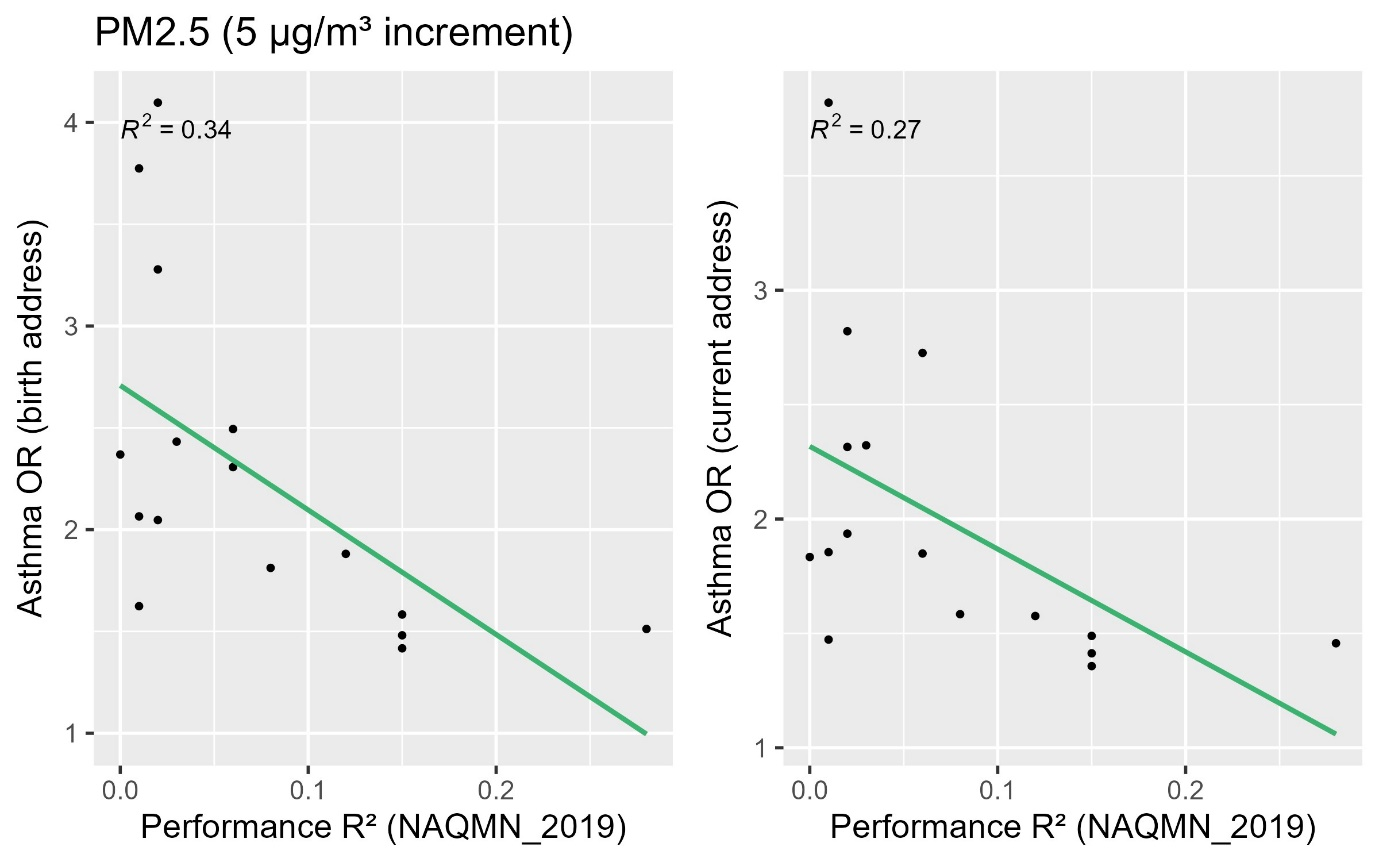 PM2.5 (5 µg/m³ increment)
Asthma OR (birth address)
4
3
2
1
R² = 0.34
0.0 0.1 0.2
Performance R² (NAQMN_2019)
Asthma OR (current address)
3
2
1
R² = 0.27
0.0 0.1 0.2
Performance R² (NAQMN_2019)